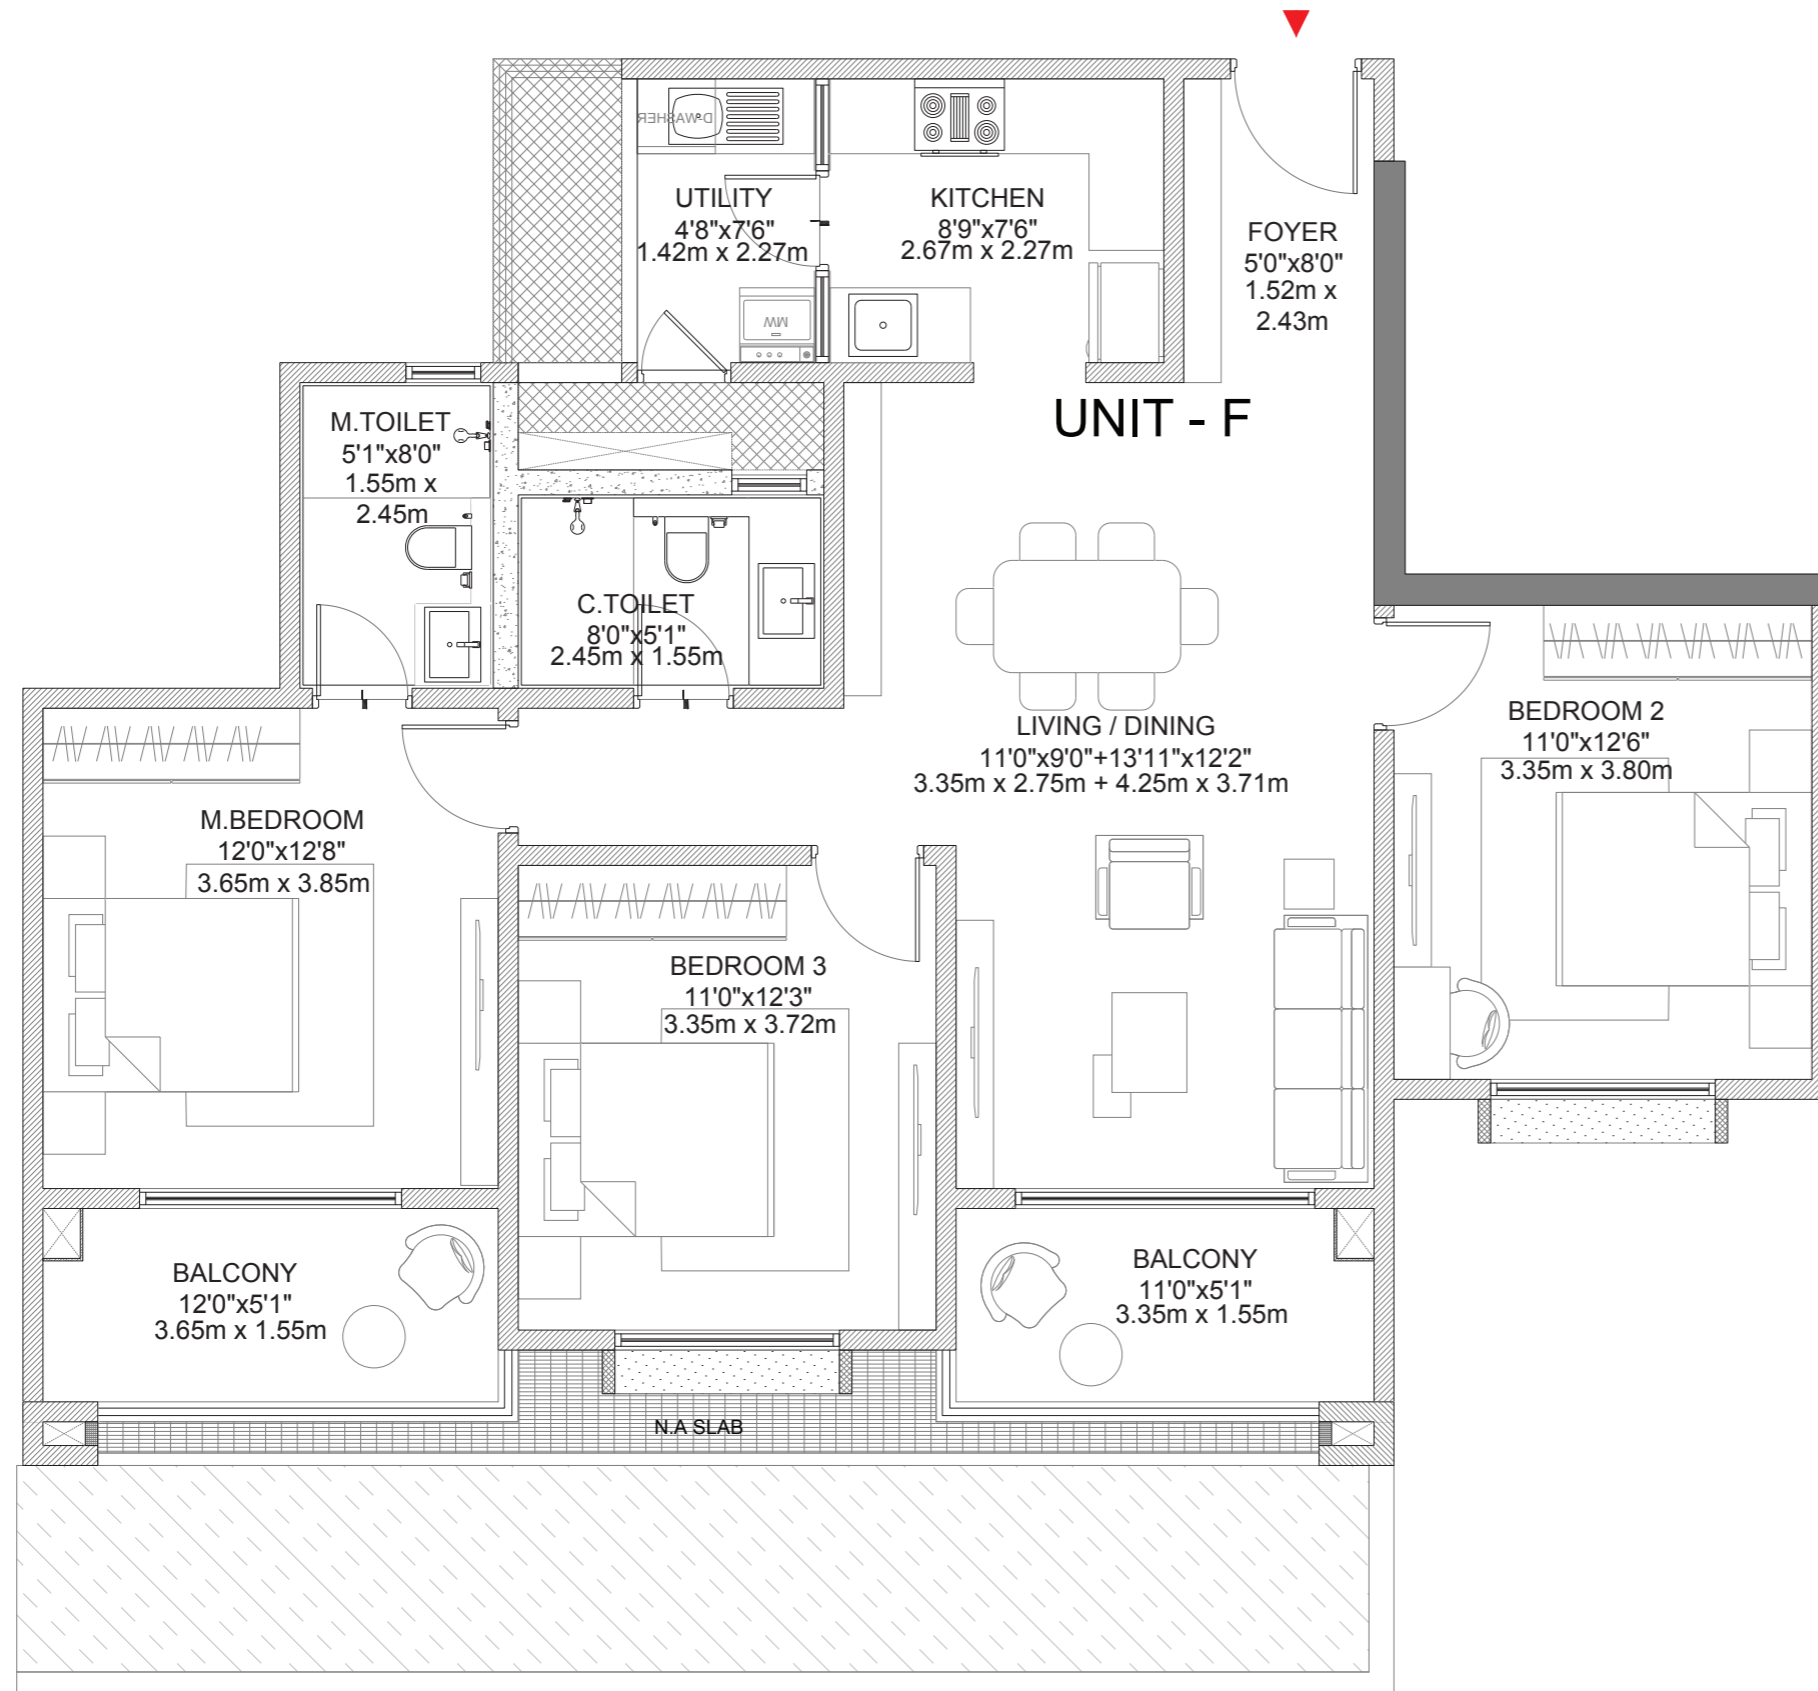 D-WASHER
UTILITY
4'8"x7'6"
1.42m x 2.27m
MW
KITCHEN
8'9"x7'6"
2.67m x 2.27m
FOYER
5'0"x8'0"
1.52m x
2.43m
UNIT - F
M.TOILET
5'1"x8'0"
1.55m x
2.45m
C.TOILET
8'0"x5'1"
2.45m x 1.55m
LIVING / DINING
11'0"x9'0"+13'11"x12'2"
3.35m x 2.75m + 4.25m x 3.71m
BEDROOM 2
11'0"x12'6"
3.35m x 3.80m
M.BEDROOM
12'0"x12'8"
3.65m x 3.85m
BEDROOM 3
11'0"x12'3"
3.35m x 3.72m
BALCONY
12'0"x5'1"
3.65m x 1.55m
BALCONY
11'0"x5'1"
3.35m x 1.55m
N.A SLAB